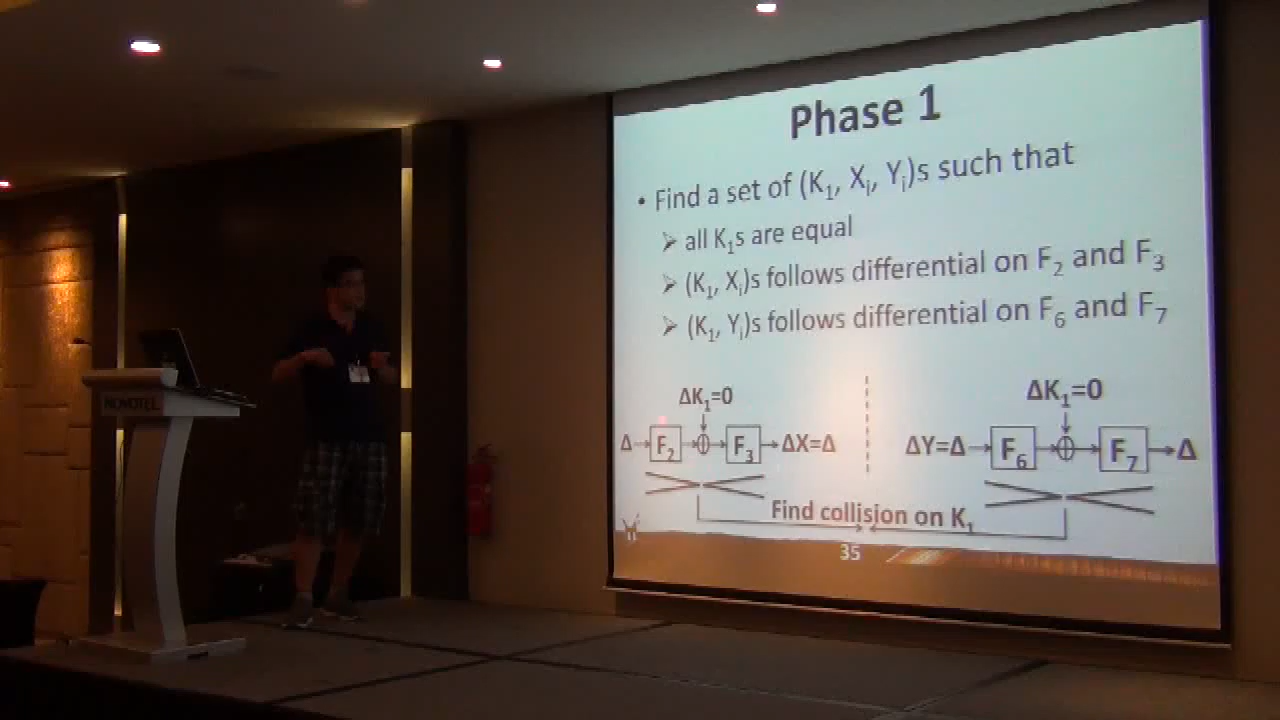 Phase 1
• Find a set of (K₁, Xᵢ, Yᵢ)s such that
➢ all K₁s are equal
➢ (K₁, Xᵢ)s follows differential on F₂ and F₃
➢ (K₁, Yᵢ)s follows differential on F₆ and F₇
ΔK₁=0
ΔK₁=0
Δ→F₂→⊕→F₃→ΔX=Δ
ΔY=Δ→F₆→⊕→F₇→Δ
Find collision on K₁
35
NOVOTEL